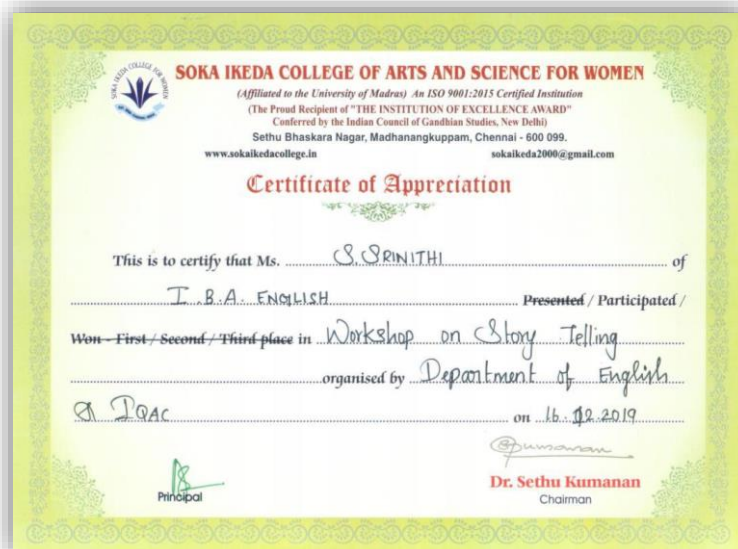 SOKA IKEDA COLLEGE OF ARTS AND SCIENCE FOR WOMEN
(Affiliated to the University of Madras) An ISO 9001:2015 Certified Institution
(The Proud Recipient of "THE INSTITUTION OF EXCELLENCE AWARD"
Conferred by the Indian Council of Gandhian Studies, New Delhi)
Sethu Bhaskara Nagar, Madhanangkuppam, Chennai - 600 099.
www.sokaikedacollege.in sokaikeda2000@gmail.com
Certificate of Appreciation
This is to certify that Ms. S. SRINITHI of
I B.A. ENGLISH Presented / Participated /
Won - First / Second / Third place in Workshop on Story Telling
organised by Department of English
& IQAC on 16.12.2019
Principal
Dr. Sethu Kumanan
Chairman